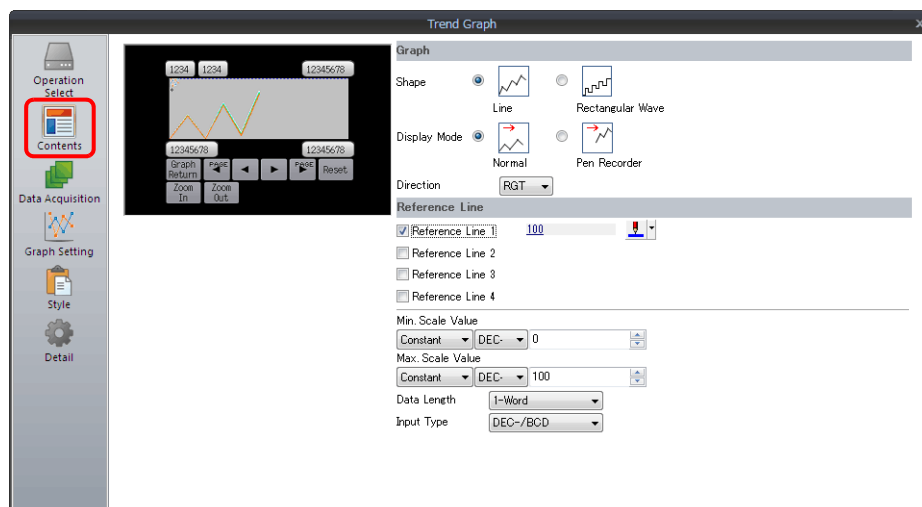 Trend Graph
Operation
Select
Contents
Data Acquisition
Graph Setting
Style
Detail
1234 1234 12345678
12345678 12345678
Graph
Return
PAGE
PAGE
Reset
Zoom
In
Zoom
Out
Graph
Shape
Line
Rectangular Wave
Display Mode
Normal
Pen Recorder
Direction RGT
Reference Line
Reference Line 1 100
Reference Line 2
Reference Line 3
Reference Line 4
Min. Scale Value
Constant DEC- 0
Max. Scale Value
Constant DEC- 100
Data Length 1-Word
Input Type DEC-/BCD